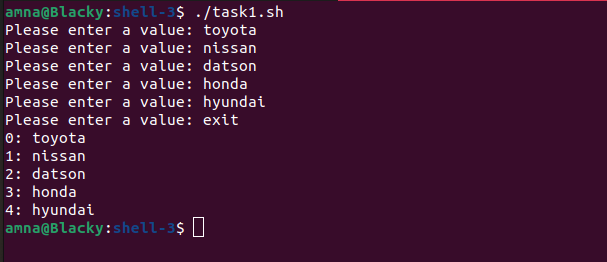 amna@Blacky:shell-3$ ./task1.sh
Please enter a value: toyota
Please enter a value: nissan
Please enter a value: datson
Please enter a value: honda
Please enter a value: hyundai
Please enter a value: exit
0: toyota
1: nissan
2: datson
3: honda
4: hyundai
amna@Blacky:shell-3$